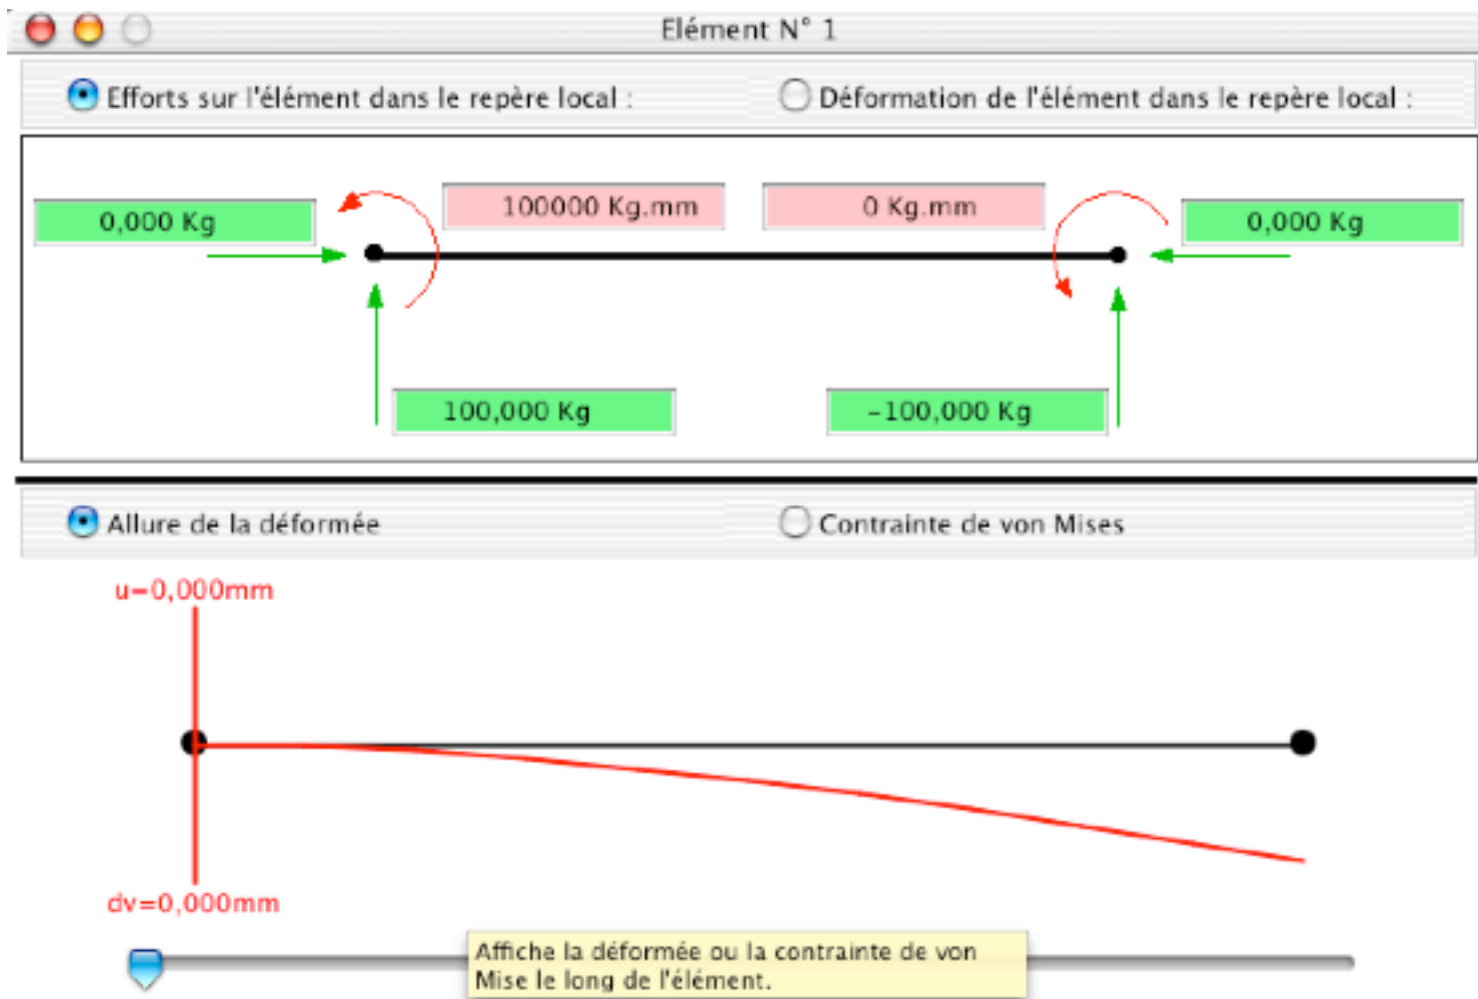 Elément N° 1
Efforts sur l'élément dans le repère local :
Déformation de l'élément dans le repère local :
0,000 Kg
100000 Kg.mm
0 Kg.mm
0,000 Kg
100,000 Kg
-100,000 Kg
Allure de la déformée
Contrainte de von Mises
u=0,000mm
dv=0,000mm
Affiche la déformée ou la contrainte de von
Mise le long de l'élément.